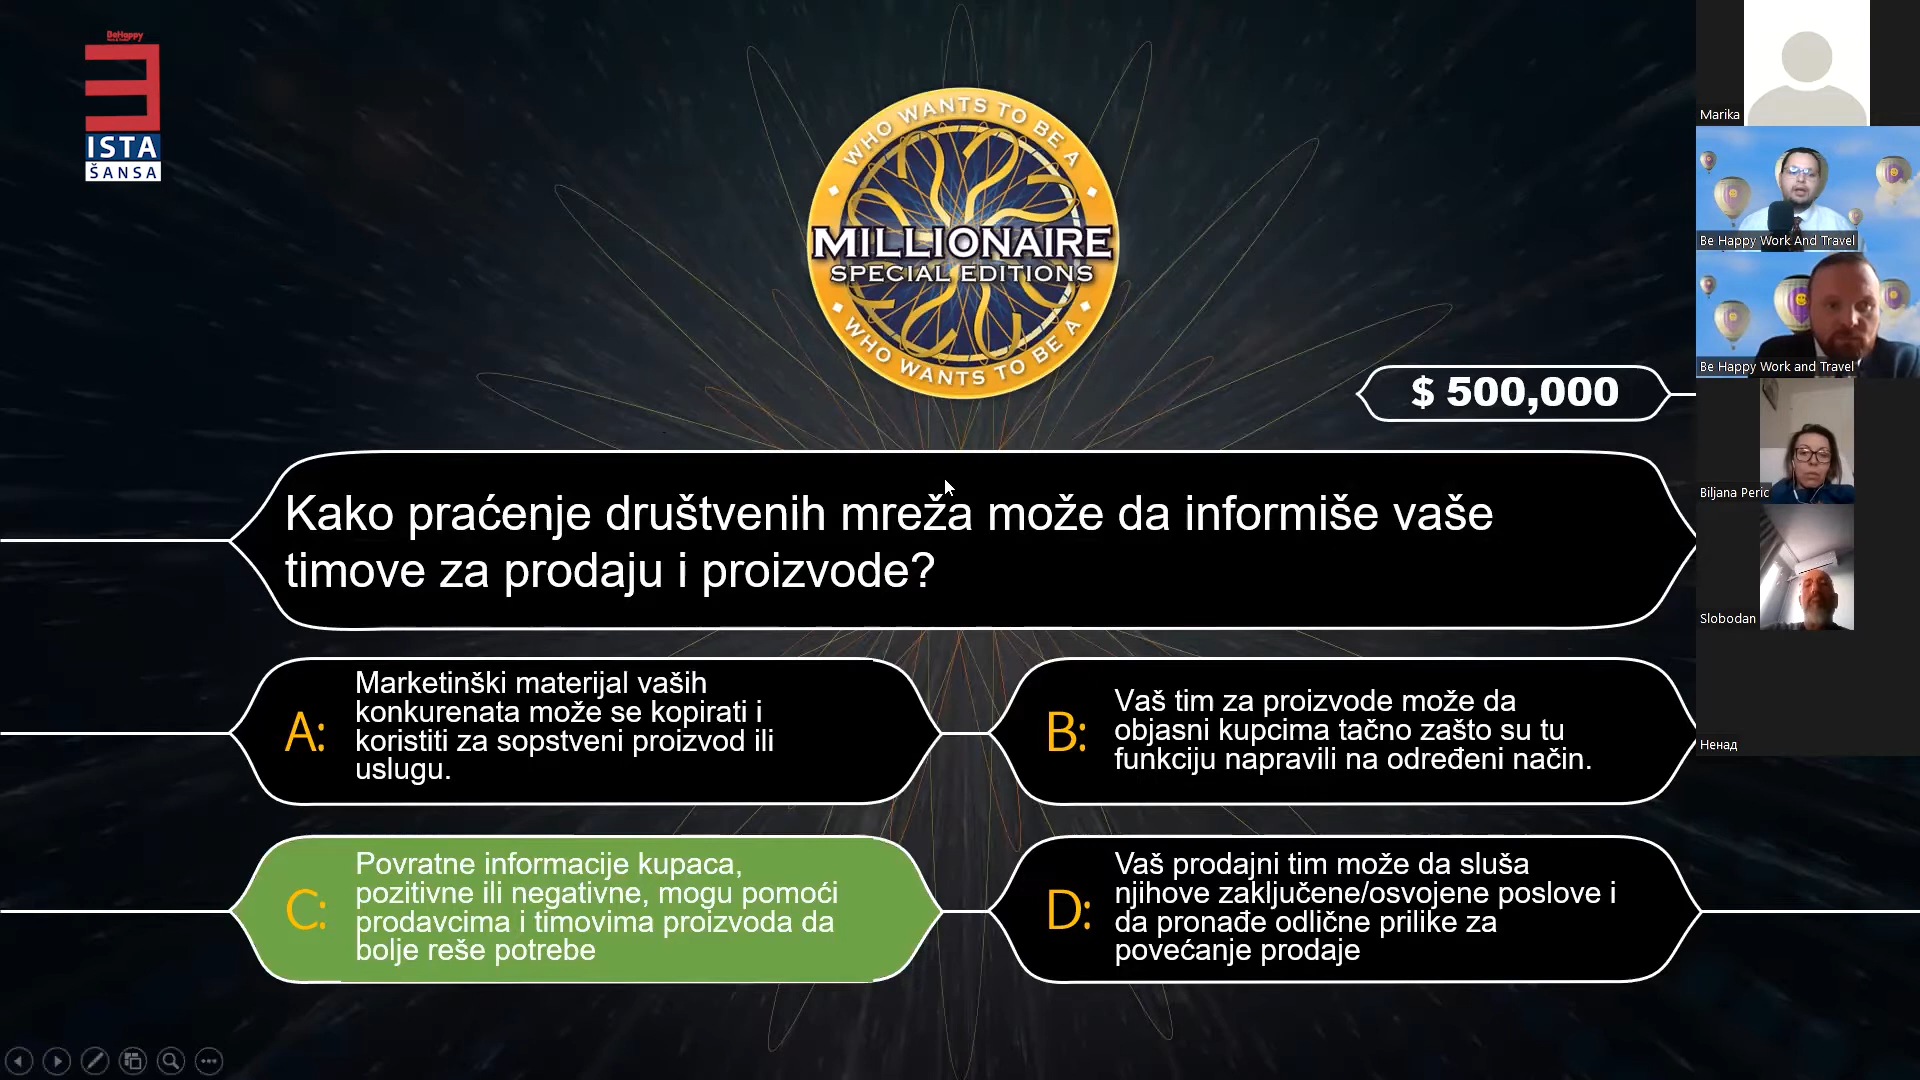 BeHappy
ISTA
ŠANSA
WHO WANTS TO BE A
MILLIONAIRE
SPECIAL EDITIONS
WHO WANTS TO BE A
$ 500,000
Kako praćenje društvenih mreža može da informiše vaše
timove za prodaju i proizvode?
A:
Marketinški materijal vaših
konkurenata može se kopirati i
koristiti za sopstveni proizvod ili
uslugu.
B:
Vaš tim za proizvode može da
objasni kupcima tačno zašto su tu
funkciju napravili na određeni način.
C:
Povratne informacije kupaca,
pozitivne ili negativne, mogu pomoći
prodavcima i timovima proizvoda da
bolje reše potrebe
D:
Vaš prodajni tim može da sluša
njihove zaključene/osvojene poslove i
da pronađe odlične prilike za
povećanje prodaje
Marika
Be Happy Work And Travel
Be Happy Work and Travel
Biljana Peric
Slobodan
Ненад